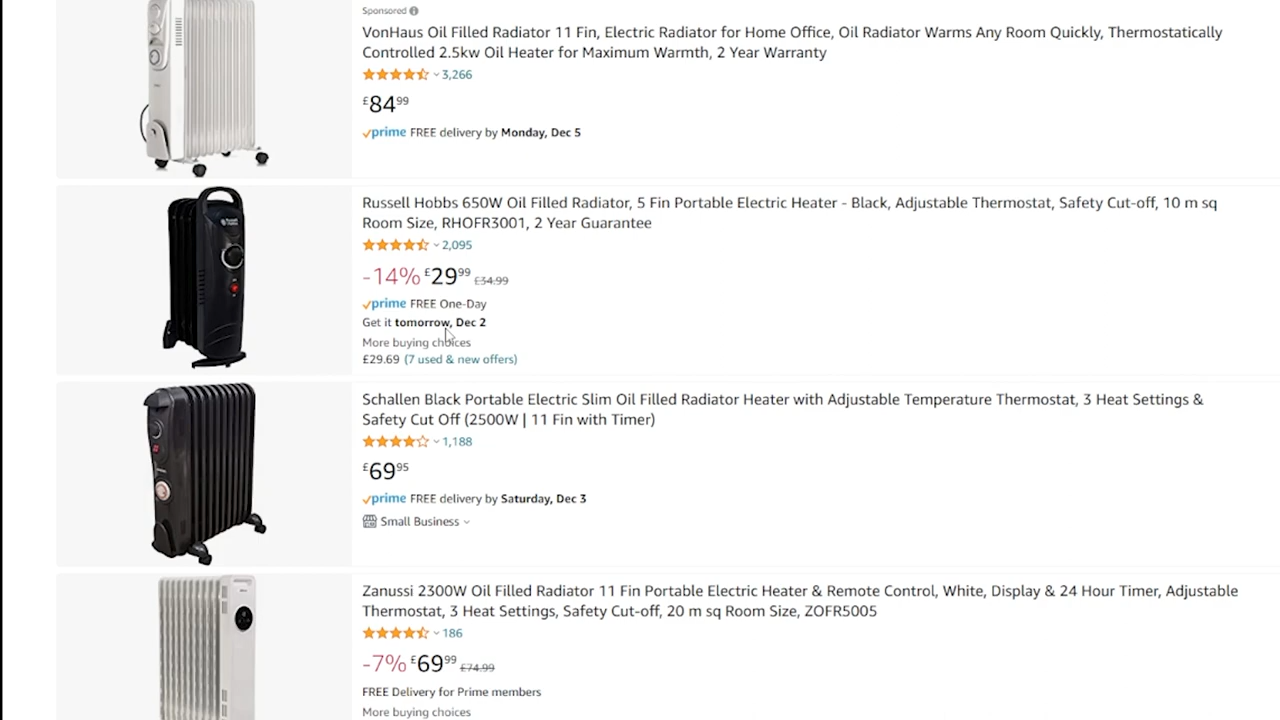 Sponsored
VonHaus Oil Filled Radiator 11 Fin, Electric Radiator for Home Office, Oil Radiator Warms Any Room Quickly, Thermostatically
Controlled 2.5kw Oil Heater for Maximum Warmth, 2 Year Warranty
3,266
£84.99
prime FREE delivery by Monday, Dec 5
Russell Hobbs 650W Oil Filled Radiator, 5 Fin Portable Electric Heater - Black, Adjustable Thermostat, Safety Cut-off, 10 m sq
Room Size, RHOFR3001, 2 Year Guarantee
2,095
-14% £29.99 £34.99
prime FREE One-Day
Get it tomorrow, Dec 2
More buying choices
£29.69 (7 used & new offers)
Schallen Black Portable Electric Slim Oil Filled Radiator Heater with Adjustable Temperature Thermostat, 3 Heat Settings &
Safety Cut Off (2500W | 11 Fin with Timer)
1,188
£69.95
prime FREE delivery by Saturday, Dec 3
Small Business
Zanussi 2300W Oil Filled Radiator 11 Fin Portable Electric Heater & Remote Control, White, Display & 24 Hour Timer, Adjustable
Thermostat, 3 Heat Settings, Safety Cut-off, 20 m sq Room Size, ZOFR5005
186
-7% £69.99 £74.99
FREE Delivery for Prime members
More buying choices